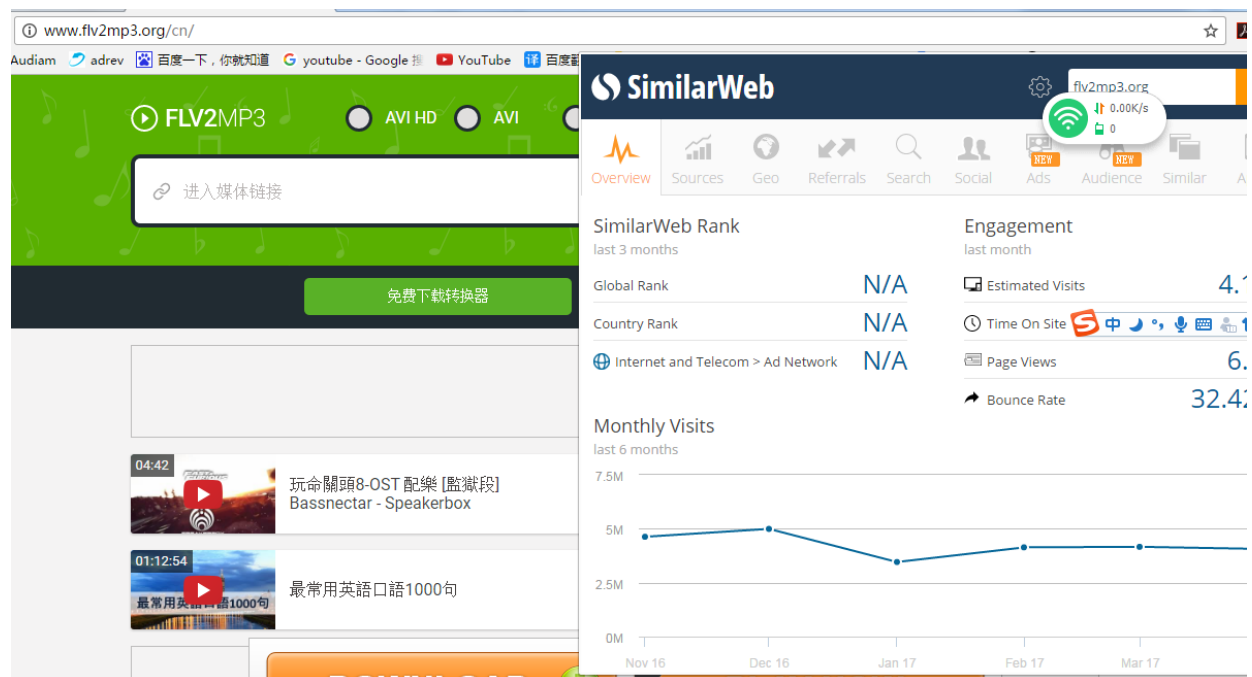 www.flv2mp3.org/cn/
Audiam adrev 百度一下，你就知道 youtube - Google 搜 YouTube 译 百度翻
FLV2MP3 AVI HD AVI
进入媒体链接
免费下载转换器
04:42
玩命關頭8-OST 配樂 [監獄段]
Bassnectar - Speakerbox
01:12:54
最常用英語口語1000句
最常用英語口語1000句
SimilarWeb
flv2mp3.org
0.00K/s
0
NEW NEW
Overview Sources Geo Referrals Search Social Ads Audience Similar A
SimilarWeb Rank
last 3 months
Global Rank N/A
Country Rank N/A
Internet and Telecom > Ad Network N/A
Engagement
last month
Estimated Visits 4.1
Time On Site 中
Page Views 6.
Bounce Rate 32.42
Monthly Visits
last 6 months
7.5M
5M
2.5M
0M
Nov 16 Dec 16 Jan 17 Feb 17 Mar 17